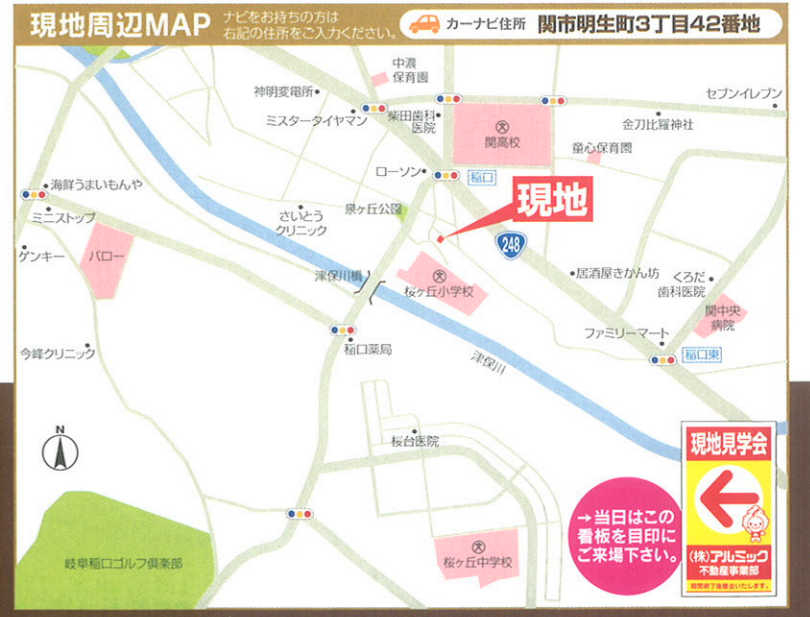 現地周辺MAP
ナビをお持ちの方は
右記の住所をご入力ください。
カーナビ住所 関市明生町3丁目42番地
中濃
保育園
神明変電所
ミスタータイヤマン
柴田歯科
医院
関高校
セブンイレブン
金刀比羅神社
童心保育園
ローソン
稲口
海鮮うまいもんや
ミニストップ
さいとう
クリニック
泉ヶ丘公園
現地
248
ゲンキー
バロー
津保川橋
桜ヶ丘小学校
居酒屋きかん坊
くろだ
歯科医院
関中央
病院
ファミリーマート
稲口東
今峰クリニック
稲口薬局
津保川
N
桜台医院
現地見学会
→当日はこの
看板を目印に
ご来場下さい。
(株)アルミック
不動産事業部
期間終了後撤去いたします。
岐阜稲口ゴルフ倶楽部
桜ヶ丘中学校